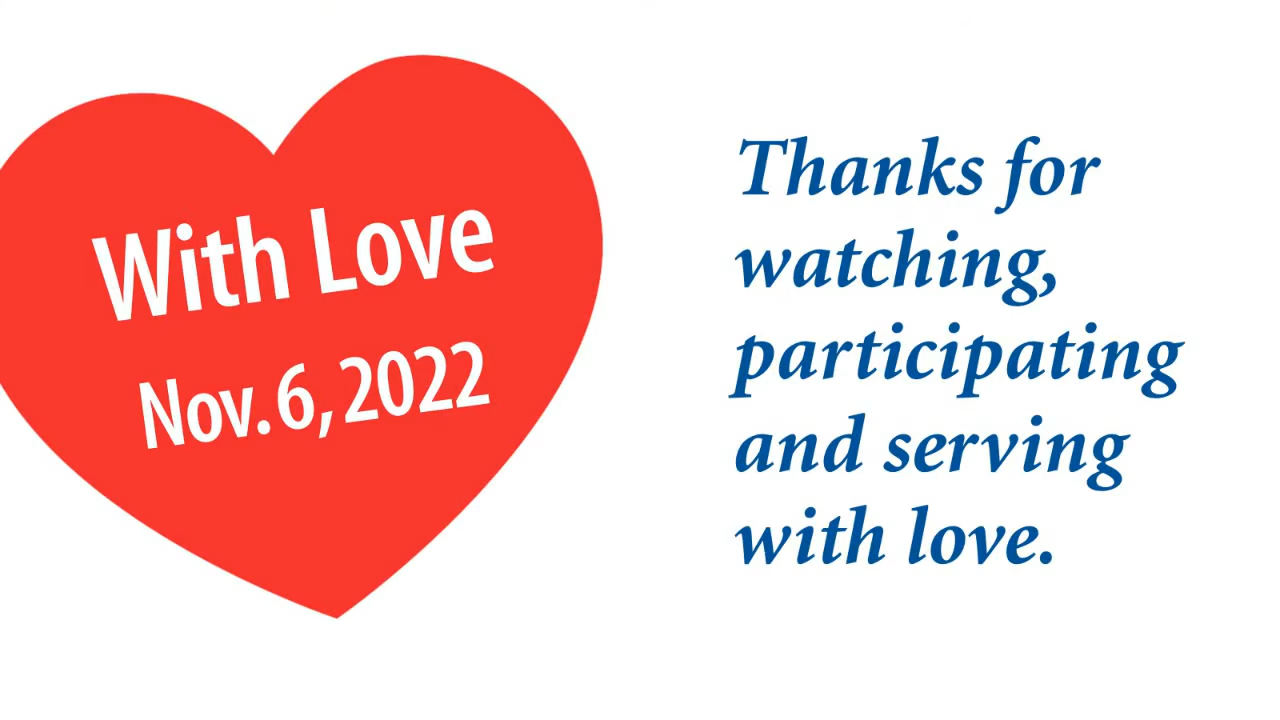 With Love
Nov. 6, 2022
Thanks for
watching,
participating
and serving
with love.